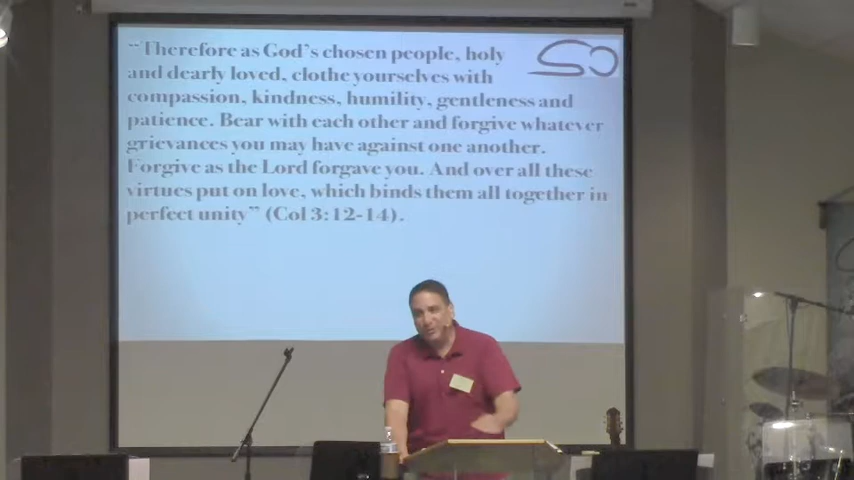 “Therefore as God’s chosen people, holy
and dearly loved, clothe yourselves with
compassion, kindness, humility, gentleness and
patience. Bear with each other and forgive whatever
grievances you may have against one another.
Forgive as the Lord forgave you. And over all these
virtues put on love, which binds them all together in
perfect unity” (Col 3:12-14).